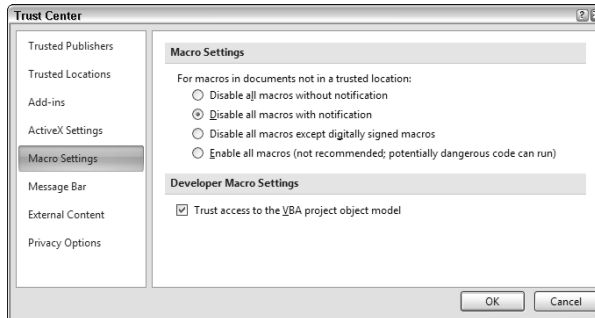 Trust Center
Trusted Publishers
Trusted Locations
Add-ins
ActiveX Settings
Macro Settings
Message Bar
External Content
Privacy Options
Macro Settings
For macros in documents not in a trusted location:
Disable all macros without notification
Disable all macros with notification
Disable all macros except digitally signed macros
Enable all macros (not recommended; potentially dangerous code can run)
Developer Macro Settings
Trust access to the VBA project object model
OK
Cancel